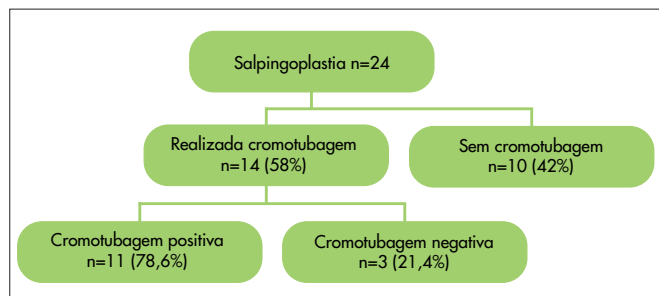 Salpingoplastia n=24
Realizada cromotubagem
n=14 (58%)
Sem cromotubagem
n=10 (42%)
Cromotubagem positiva
n=11 (78,6%)
Cromotubagem negativa
n=3 (21,4%)